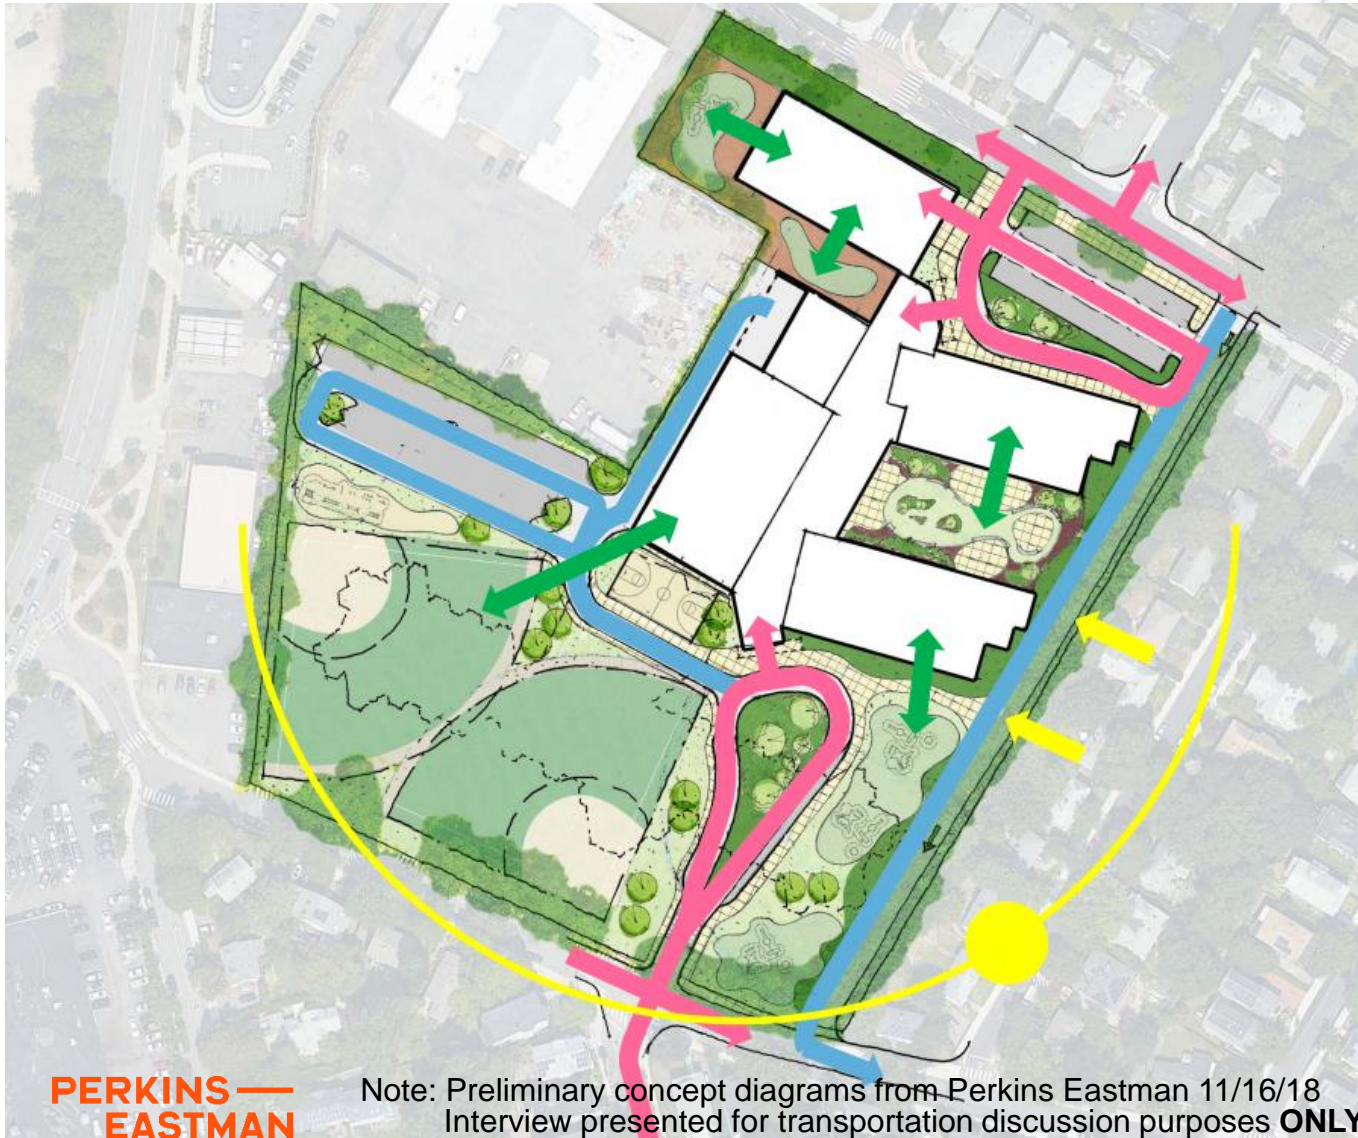 PERKINS
EASTMAN
Note: Preliminary concept diagrams from Perkins Eastman 11/16/18
Interview presented for transportation discussion purposes ONLY